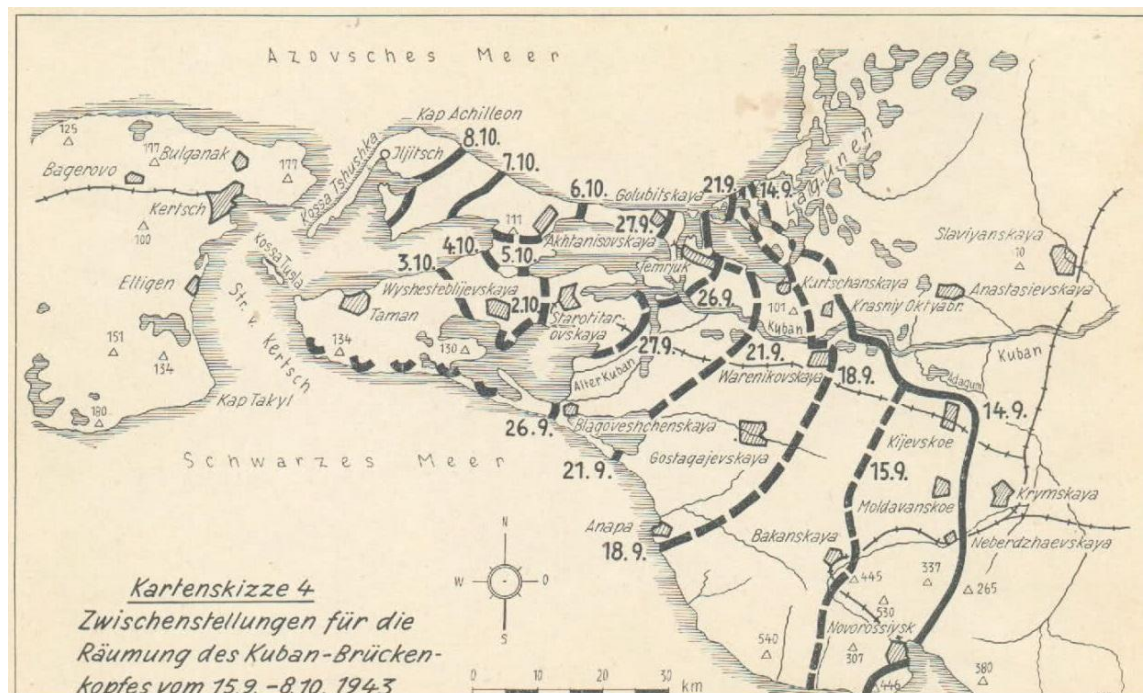 Azovsches Meer
Kap Achilleon
8.10.
7.10.
125
177
Bulganak
177
Bagerovo
Kertsch
100
Kossa Tshushka
Jljitsch
6.10.
Golubitskaya
21.9.
14.9.
Lagunen
111
27.9.
Akhtanisovskaya
Slaviyanskaya
10
Kossa Tusla
4.10.
5.10.
3.10.
Temrjuk
Eltigen
Wyshesteblijevskaya
Kurtschanskaya
Anastasievskaya
Str. v. Kertsch
Taman
2.10.
Starotitar-
ovskaya
26.9.
101
Krasniy Oktyabr.
Kuban
151
134
134
130
27.9.
21.9.
Kuban
Warenikovskaya
18.9.
Alter Kuban
Adagum
Kap Takyl
180
14.9.
26.9.
Blagoveshchenskaya
Kijevskoe
Schwarzes Meer
21.9.
Gostagajevskaya
15.9.
Moldavanskoe
Krymskaya
Anapa
18.9.
Bakanskaya
Neberdzhaevskaya
N
W
O
S
445
337
265
530
Kartenskizze 4
Zwischenstellungen für die
Räumung des Kuban-Brücken-
kopfes vom 15.9.-8.10. 1943
Novorossiysk
540
307
380
446
0 10 20 30 km